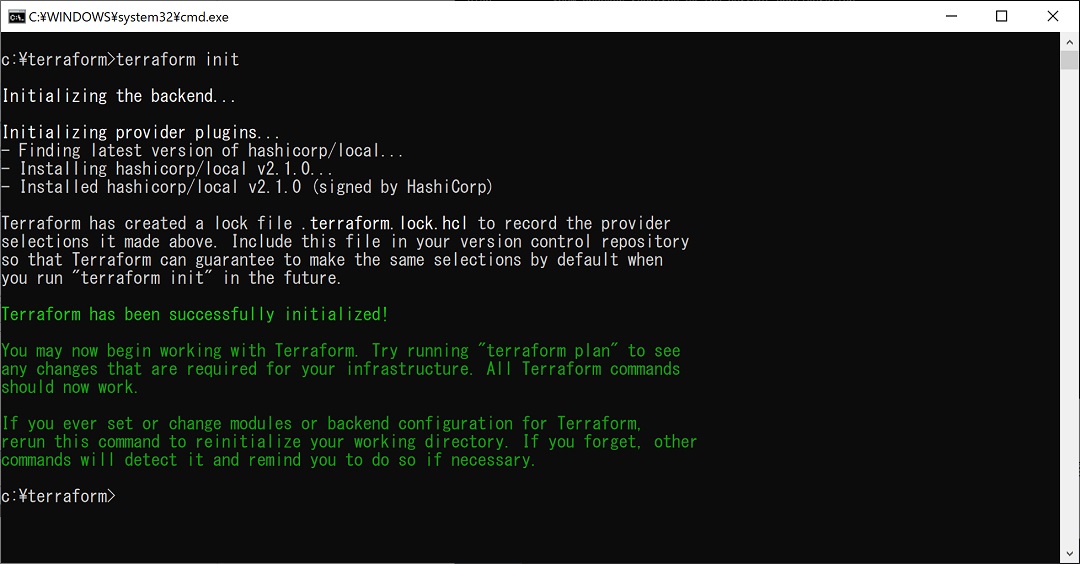 C:¥WINDOWS¥system32¥cmd.exe
c:¥terraform>terraform init
Initializing the backend...
Initializing provider plugins...
- Finding latest version of hashicorp/local...
- Installing hashicorp/local v2.1.0...
- Installed hashicorp/local v2.1.0 (signed by HashiCorp)
Terraform has created a lock file .terraform.lock.hcl to record the provider
selections it made above. Include this file in your version control repository
so that Terraform can guarantee to make the same selections by default when
you run "terraform init" in the future.
Terraform has been successfully initialized!
You may now begin working with Terraform. Try running "terraform plan" to see
any changes that are required for your infrastructure. All Terraform commands
should now work.
If you ever set or change modules or backend configuration for Terraform,
rerun this command to reinitialize your working directory. If you forget, other
commands will detect it and remind you to do so if necessary.
c:¥terraform>